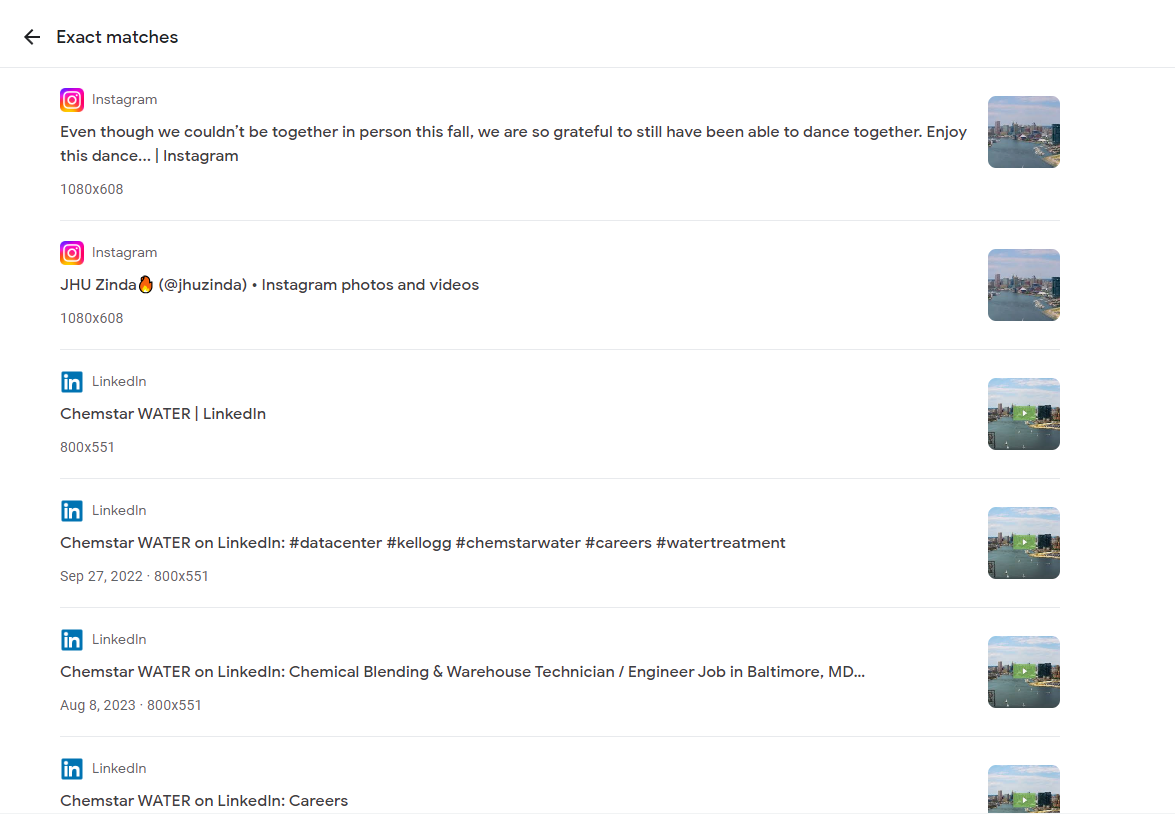 Exact matches
Instagram
Even though we couldn’t be together in person this fall, we are so grateful to still have been able to dance together. Enjoy
this dance... | Instagram
1080x608
Instagram
JHU Zinda🔥 (@jhuzinda) • Instagram photos and videos
1080x608
LinkedIn
Chemstar WATER | LinkedIn
800x551
LinkedIn
Chemstar WATER on LinkedIn: #datacenter #kellogg #chemstarwater #careers #watertreatment
Sep 27, 2022 · 800x551
LinkedIn
Chemstar WATER on LinkedIn: Chemical Blending & Warehouse Technician / Engineer Job in Baltimore, MD...
Aug 8, 2023 · 800x551
LinkedIn
Chemstar WATER on LinkedIn: Careers